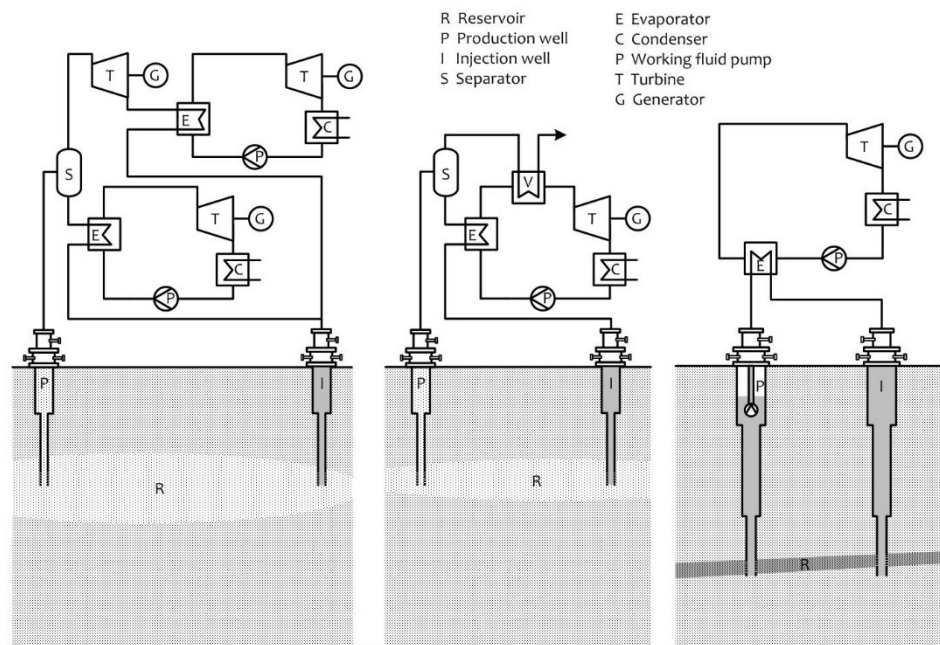 R Reservoir
P Production well
I Injection well
S Separator
E Evaporator
C Condenser
P Working fluid pump
T Turbine
G Generator
T
G
S
E
T
G
C
P
E
T
G
C
P
P
I
R
S
V
E
T
G
C
P
P
I
R
T
G
C
P
E
P
I
R